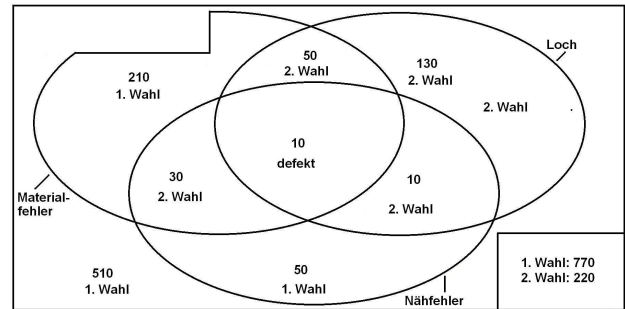 50
2. Wahl
130
2. Wahl
Loch
210
1. Wahl
2. Wahl
10
defekt
30
2. Wahl
10
2. Wahl
Material-
fehler
510
1. Wahl
50
1. Wahl
Nähfehler
1. Wahl: 770
2. Wahl: 220